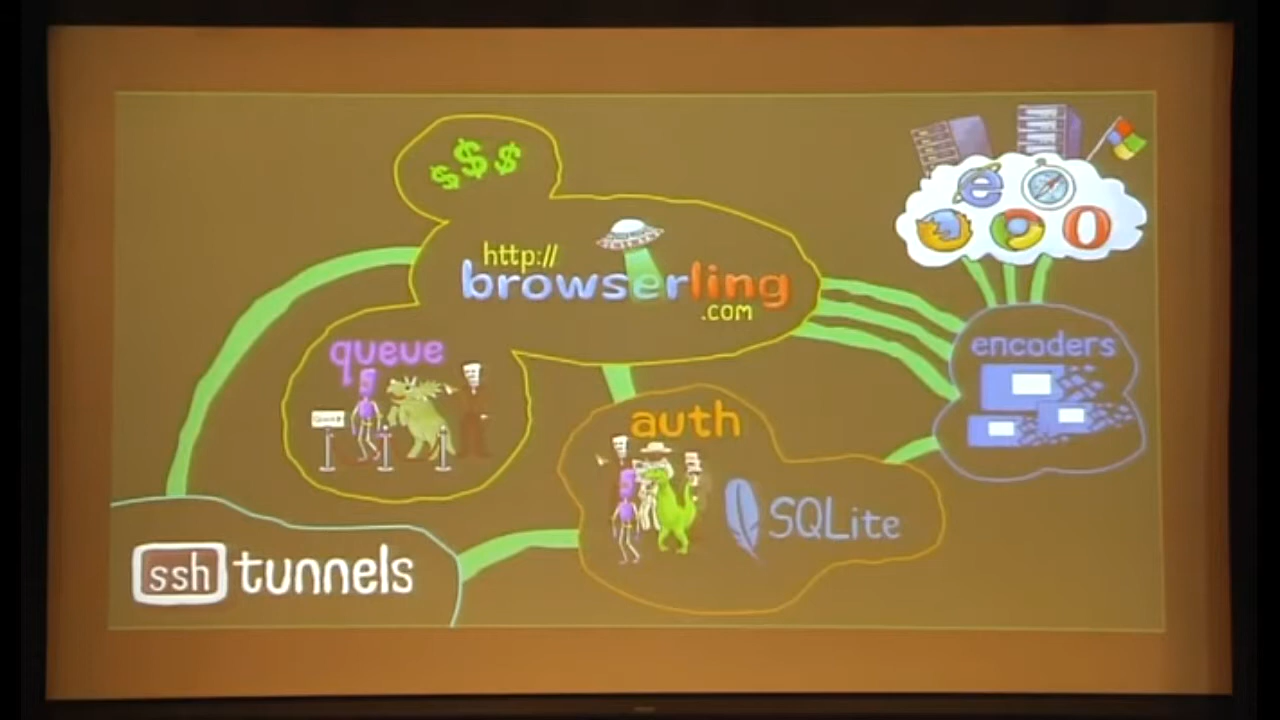 $$$
http://
browserling
.com
encoders
queue
auth
SQLite
ssh tunnels